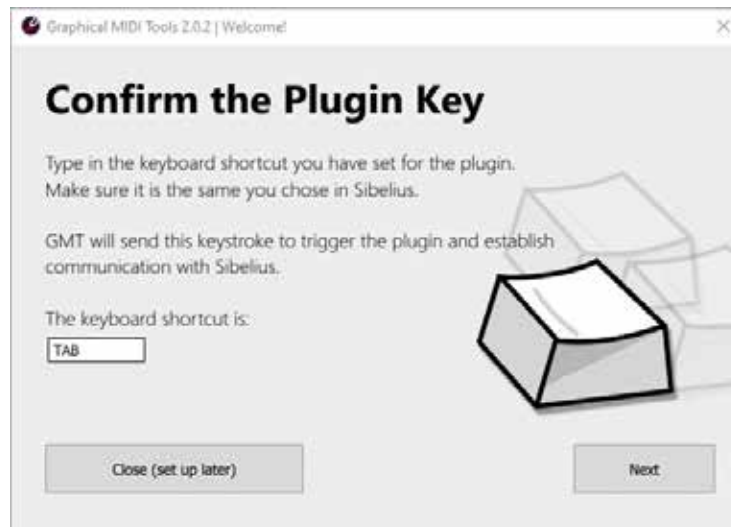 Graphical MIDI Tools 2.0.2 | Welcome!
Confirm the Plugin Key
Type in the keyboard shortcut you have set for the plugin.
Make sure it is the same you chose in Sibelius.
GMT will send this keystroke to trigger the plugin and establish
communication with Sibelius.
The keyboard shortcut is:
TAB
Close (set up later)
Next